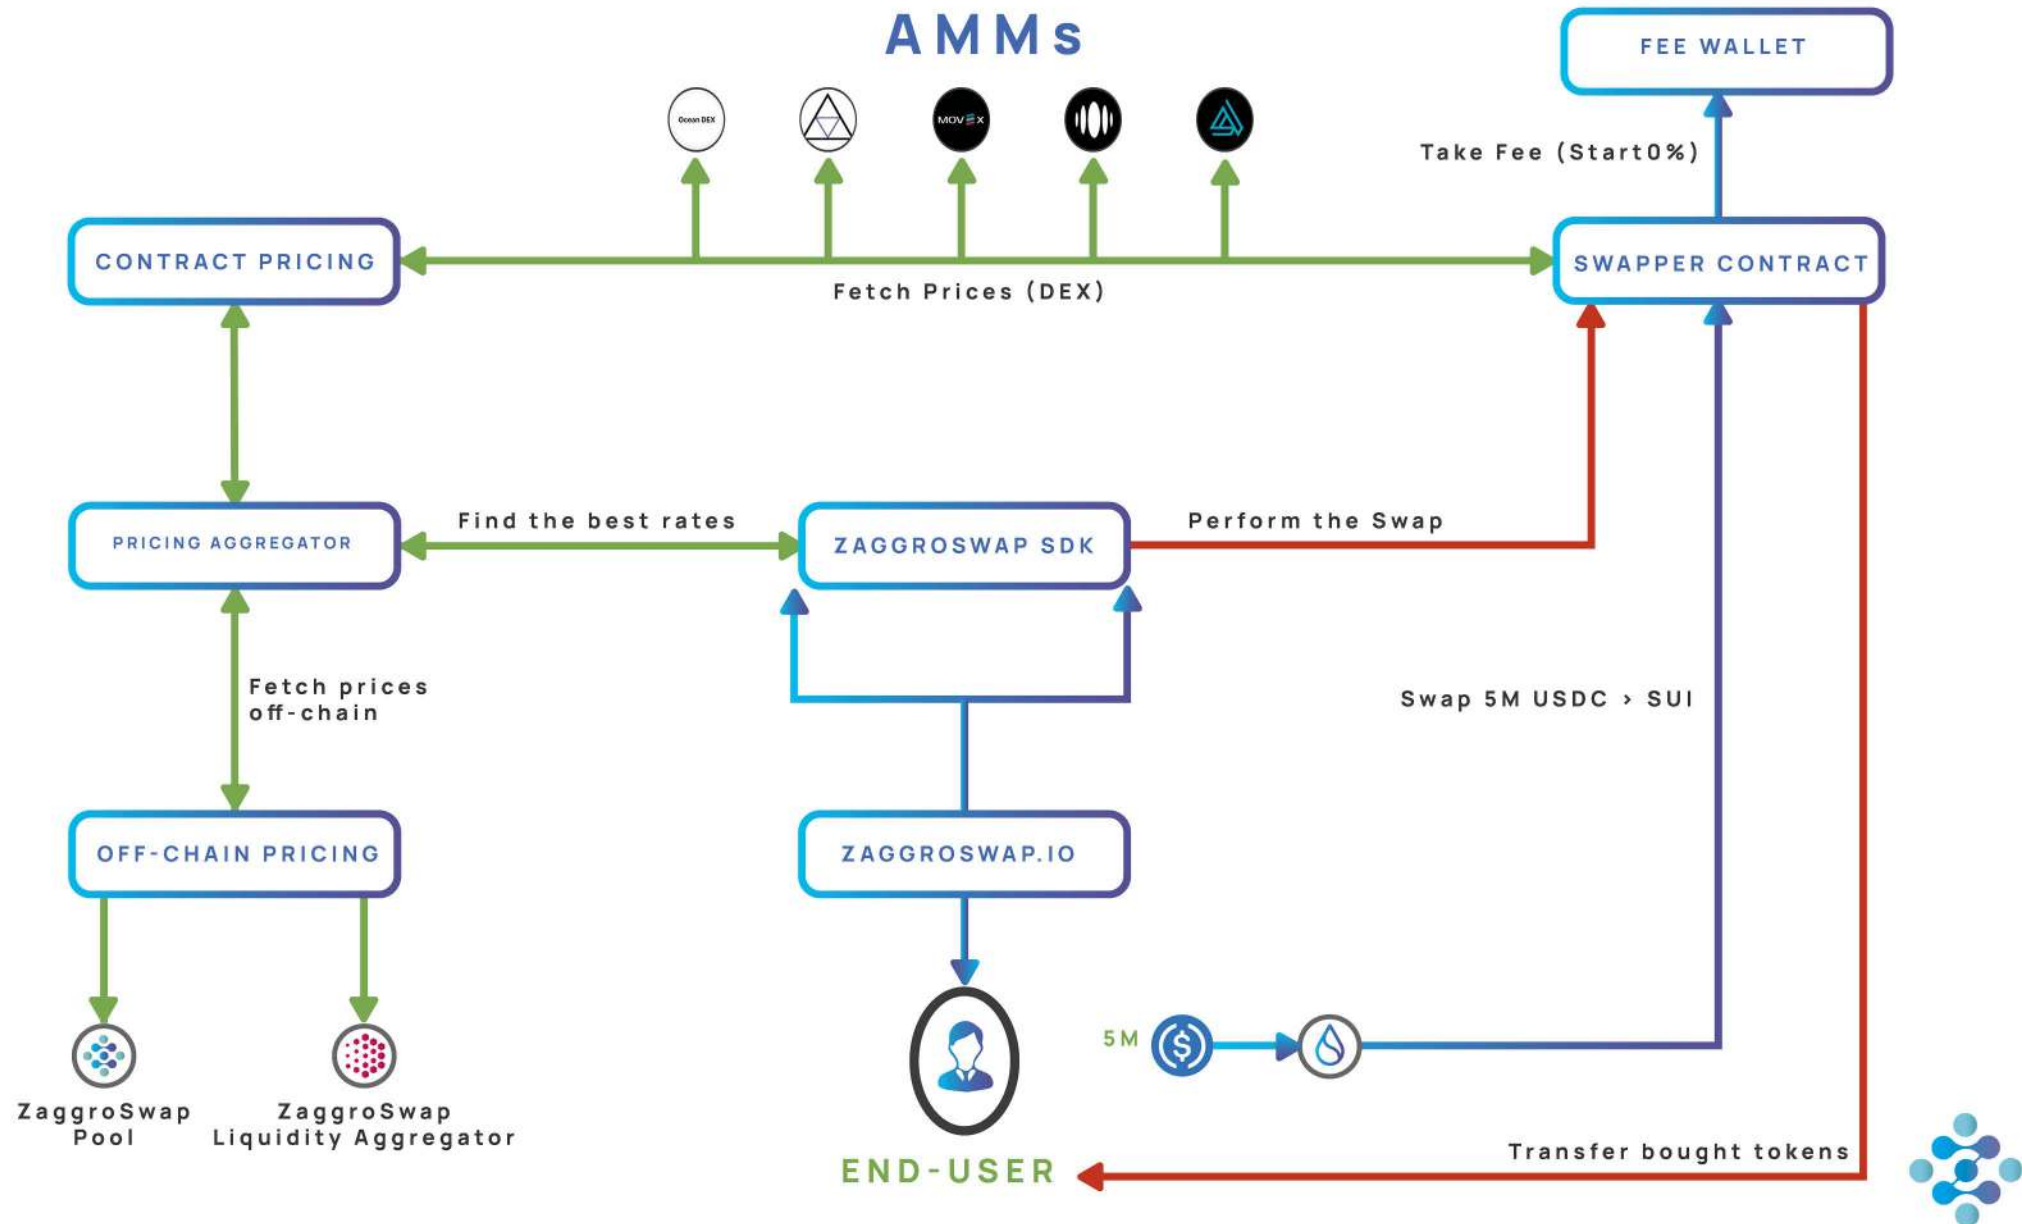 AMMs
FEE WALLET
Ocean DEX
MOVEX
Take Fee (Start0%)
CONTRACT PRICING
SWAPPER CONTRACT
Fetch Prices (DEX)
Find the best rates
Perform the Swap
PRICING AGGREGATOR
ZAGGROSWAP SDK
Fetch prices
off-chain
Swap 5M USDC > SUI
OFF-CHAIN PRICING
ZAGGROSWAP.IO
5M
$
ZaggroSwap
Pool
ZaggroSwap
Liquidity Aggregator
END-USER
Transfer bought tokens